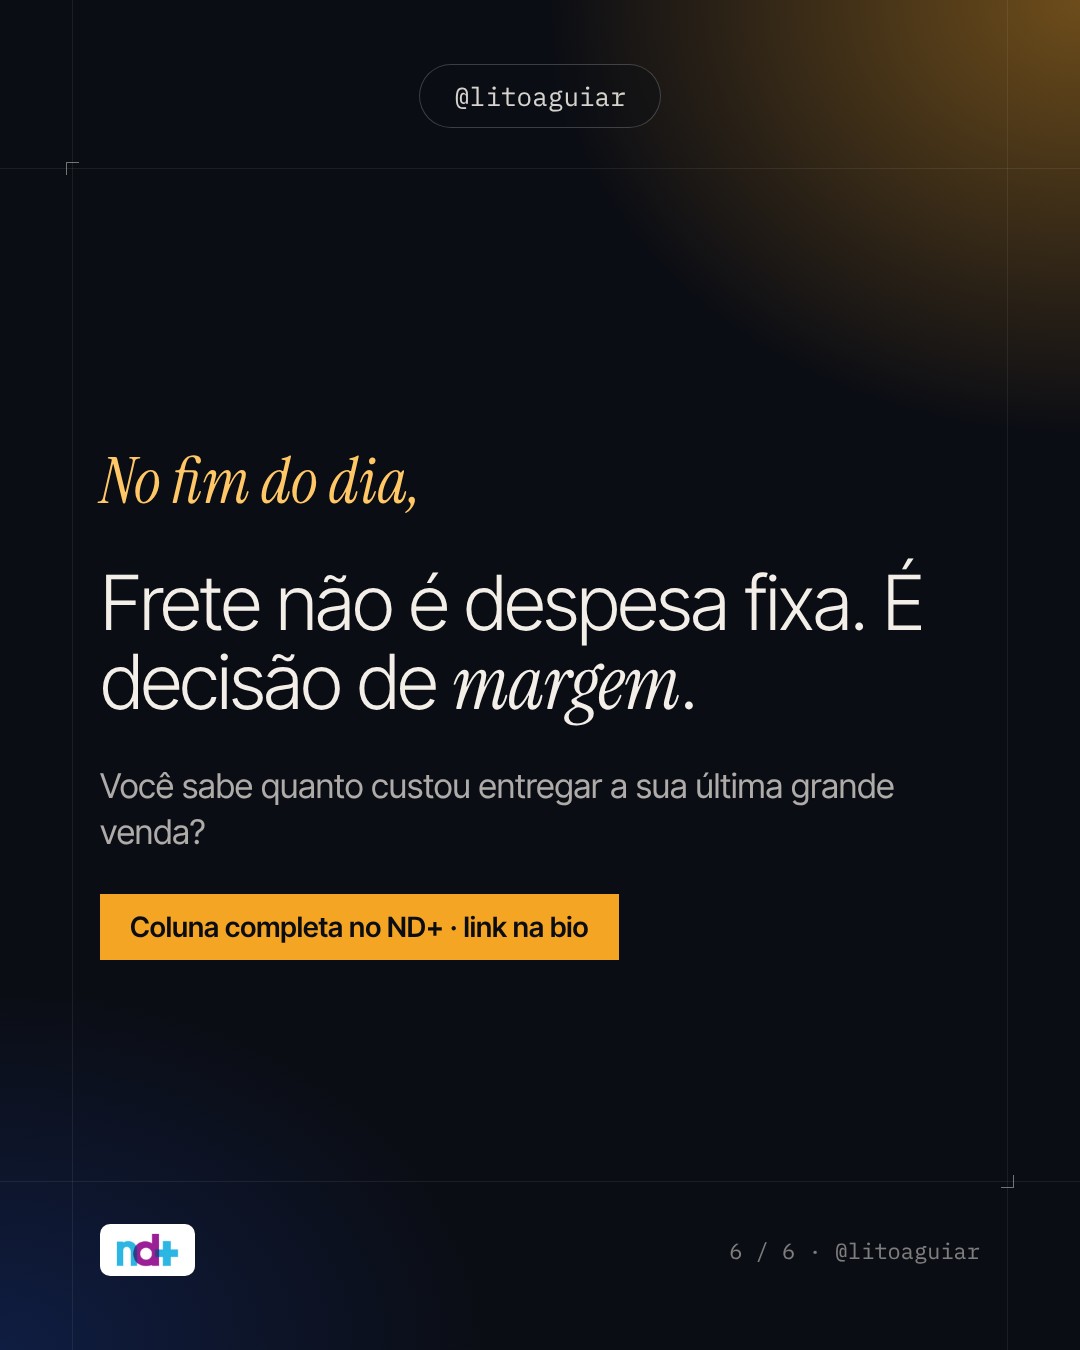 @litoaguiar
No fim do dia,
Frete não é despesa fixa. É
decisão de margem.
Você sabe quanto custou entregar a sua última grande
venda?
Coluna completa no ND+ · link na bio
nd+
6 / 6 · @litoaguiar